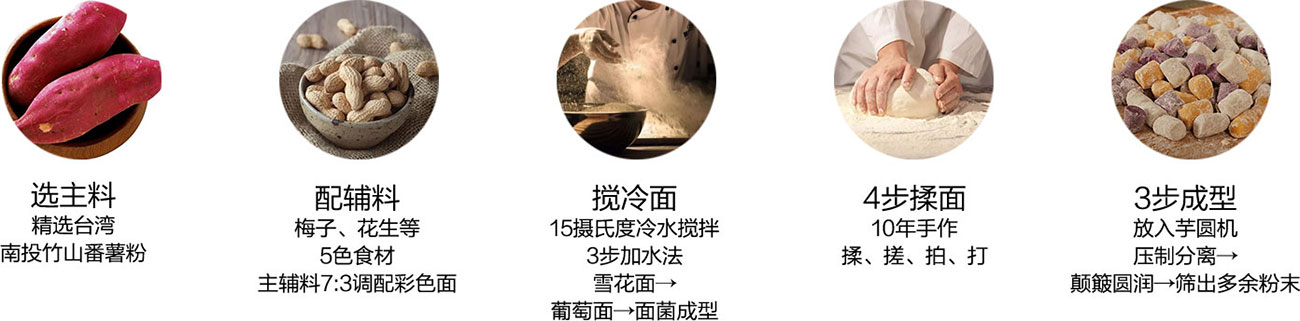 选主料
精选台湾
南投竹山番薯粉
配辅料
梅子、花生等
5色食材
主辅料7:3调配彩色面
搅冷面
15摄氏度冷水搅拌
3步加水法
雪花面→
葡萄面→面菌成型
4步揉面
10年手作
揉、搓、拍、打
3步成型
放入芋圆机
压制分离→
颠簸圆润→筛出多余粉末